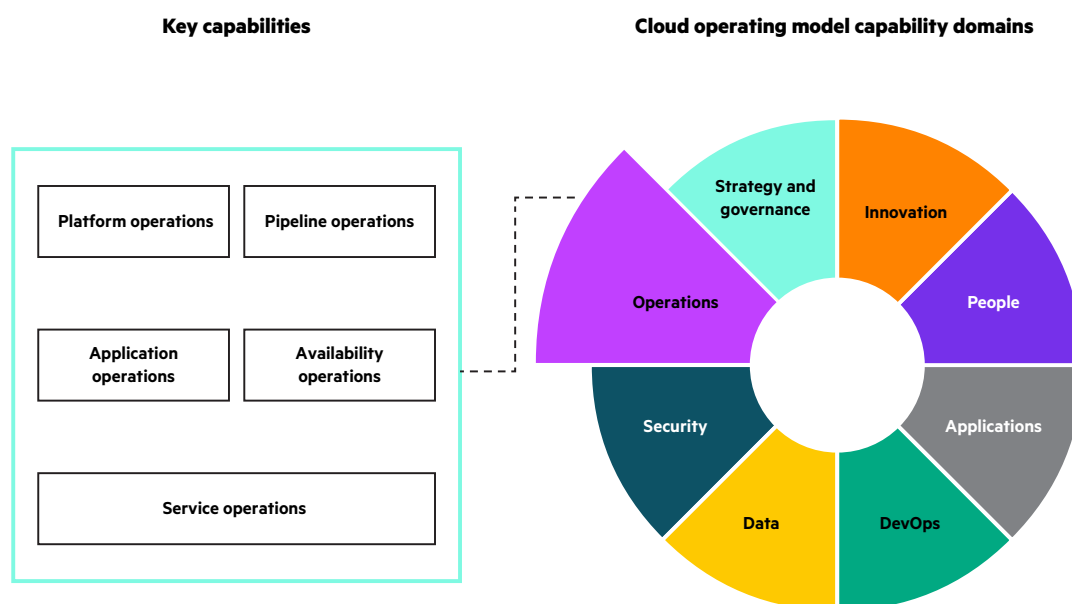 Key capabilities
Cloud operating model capability domains
Platform operations
Pipeline operations
Application
operations
Availability
operations
Service operations
Strategy and
governance
Innovation
Operations
People
Security
Applications
Data
DevOps